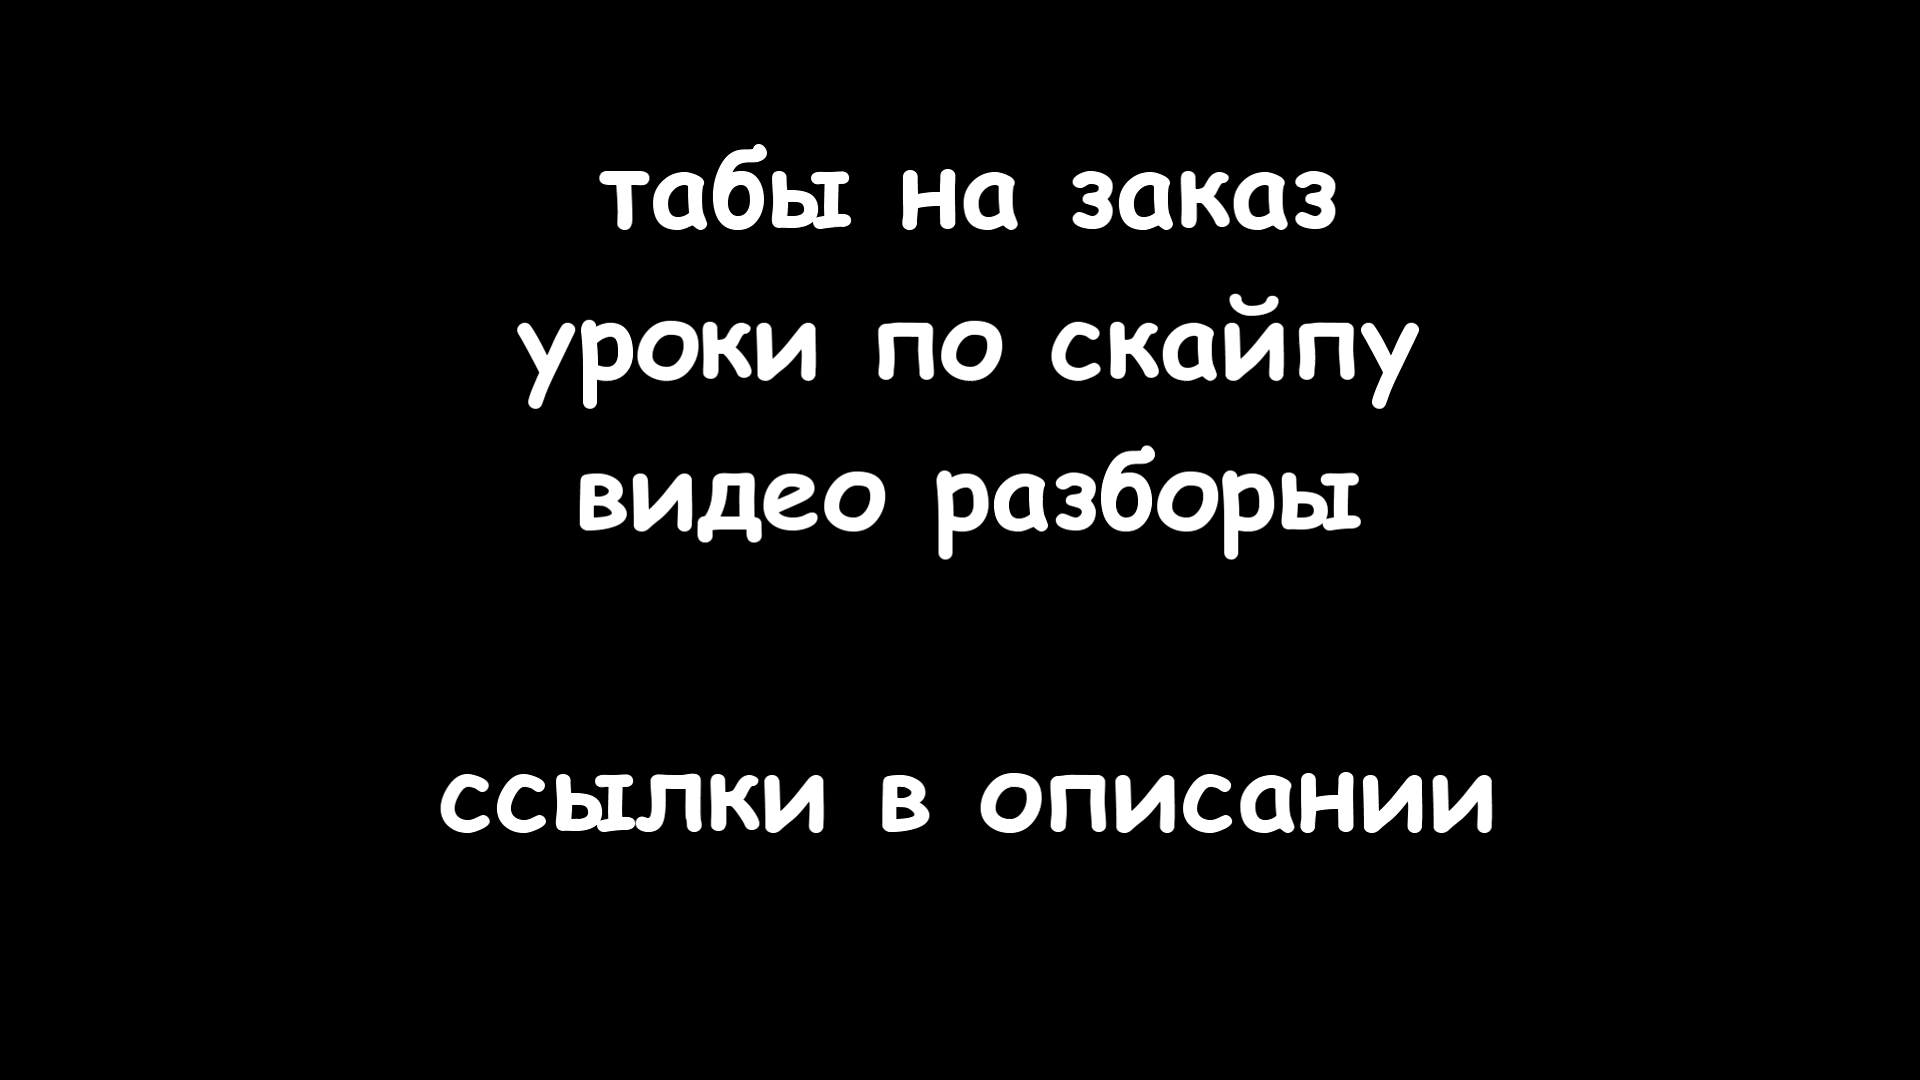 табы на заказ
уроки по скайпу
видео разборы
ссылки в описании